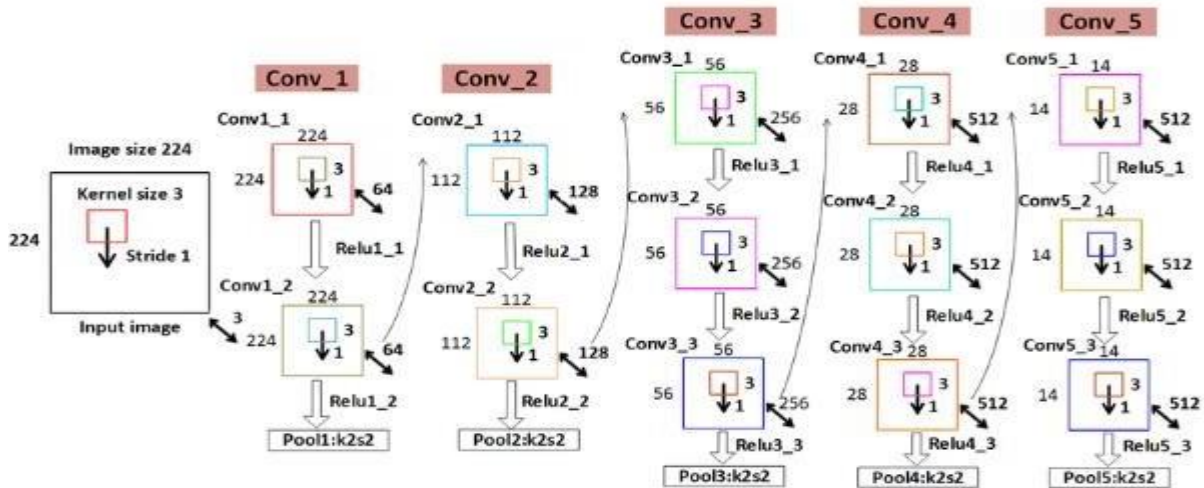 Image size 224
224
Kernel size 3
Stride 1
Input image
3
Conv_1
Conv1_1
224
224
3
1
64
Relu1_1
Conv1_2
224
224
3
1
64
Relu1_2
Pool1:k2s2
Conv_2
Conv2_1
112
112
3
1
128
Relu2_1
Conv2_2
112
112
3
1
128
Relu2_2
Pool2:k2s2
Conv_3
Conv3_1
56
56
3
1
256
Relu3_1
Conv3_2
56
56
3
1
256
Relu3_2
Conv3_3
56
56
3
1
256
Relu3_3
Pool3:k2s2
Conv_4
Conv4_1
28
28
3
1
512
Relu4_1
Conv4_2
28
28
3
1
512
Relu4_2
Conv4_3
28
28
3
1
512
Relu4_3
Pool4:k2s2
Conv_5
Conv5_1
14
14
3
1
512
Relu5_1
Conv5_2
14
14
3
1
512
Relu5_2
Conv5_3
14
14
3
1
512
Relu5_3
Pool5:k2s2